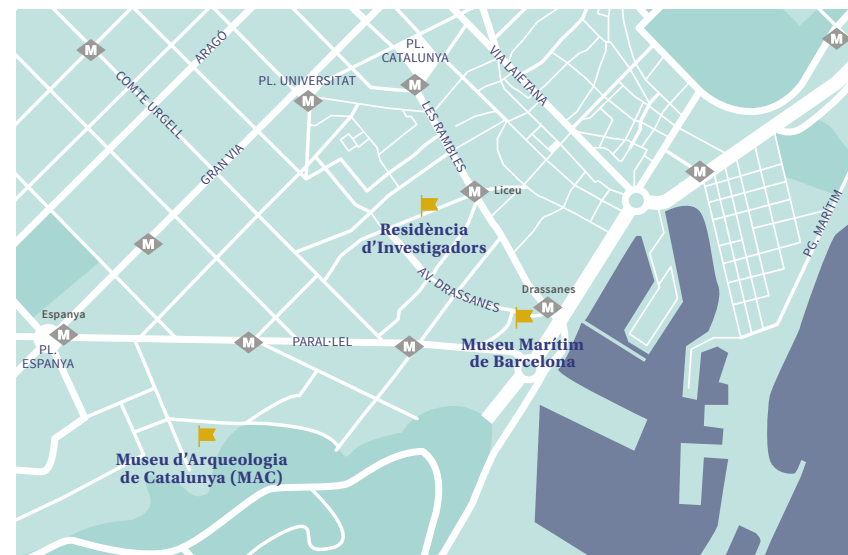 M
M
ARAGÓ
PL.
CATALUNYA
VIA LAIETANA
PL. UNIVERSITAT
M
M
COMTE URGELL
LES RAMBLES
GRAN VIA
M
M
Liceu
Residència
d’Investigadors
PG. MARÍTIM
M
AV. DRASSANES
Drassanes
M
Espanya
M
PL.
ESPANYA
M
PARAL·LEL
M
Museu Marítim
de Barcelona
Museu d’Arqueologia
de Catalunya (MAC)